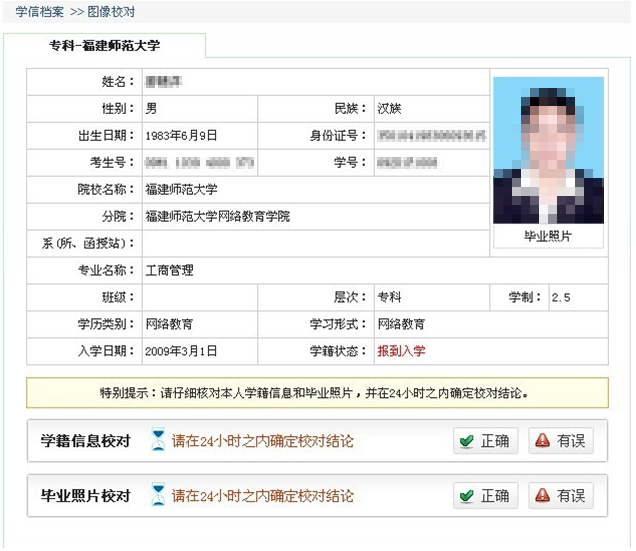 学信档案 >> 图像校对
专科-福建师范大学
姓名：
性别： 男 民族： 汉族
出生日期： 1983年6月9日 身份证号：
考生号： 学号：
院校名称： 福建师范大学
分院： 福建师范大学网络教育学院
系(所、函授站)：
毕业照片
专业名称： 工商管理
班级： 层次： 专科 学制： 2.5
学历类别： 网络教育 学习形式： 网络教育
入学日期： 2009年3月1日 学籍状态： 报到入学
特别提示：请仔细核对本人学籍信息和毕业照片，并在24小时之内确定校对结论。
学籍信息校对 请在24小时之内确定校对结论 正确 有误
毕业照片校对 请在24小时之内确定校对结论 正确 有误